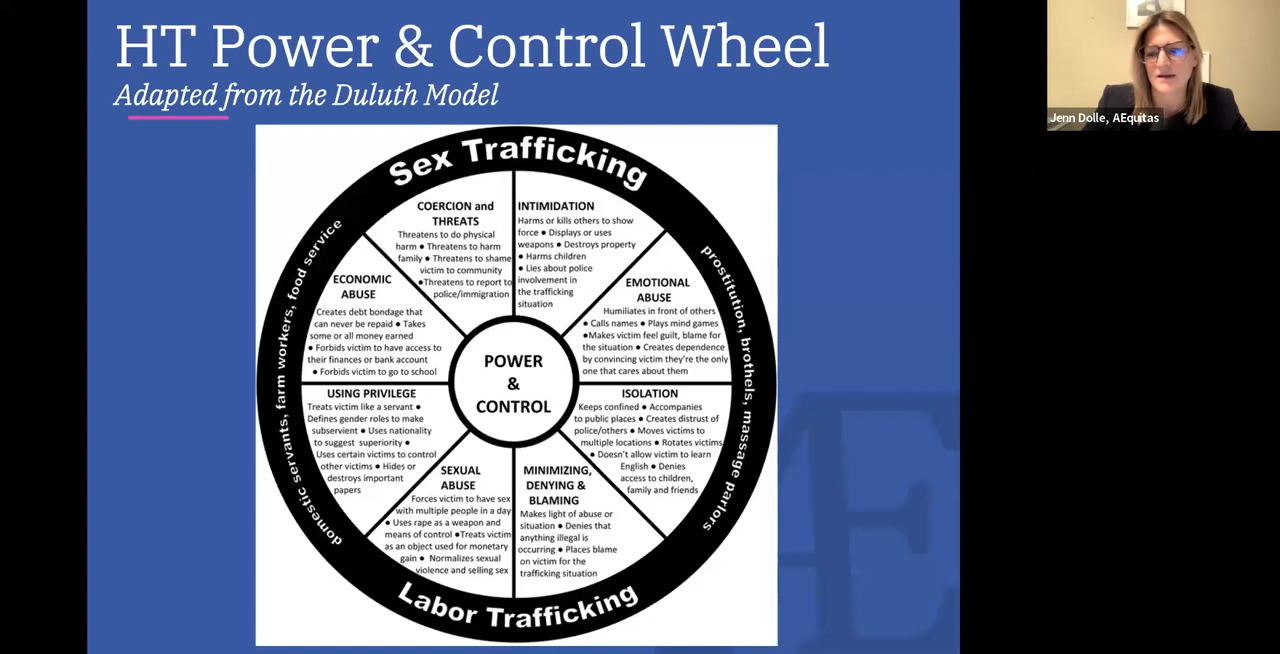 HT Power & Control Wheel
Adapted from the Duluth Model
Jenn Dolle, AEquitas
Sex Trafficking
prostitution, brothels, massage parlors
Labor Trafficking
domestic servants, farm workers, food service
POWER
&
CONTROL
COERCION and
THREATS
Threatens to do physical
harm ● Threatens to harm
family ● Threatens to shame
victim to community
●Threatens to report to
police/immigration
INTIMIDATION
Harms or kills others to show
force ● Displays or uses
weapons ● Destroys property
● Harms children
● Lies about police
involvement in
the trafficking
situation
EMOTIONAL
ABUSE
Humiliates in front of others
● Calls names ● Plays mind games
●Makes victim feel guilt, blame for
the situation ● Creates dependence
by convincing victim they're the only
one that cares about them
ISOLATION
Keeps confined ● Accompanies
to public places ● Creates distrust of
police/others ● Moves victims to
multiple locations ● Rotates victims
● Doesn't allow victim to learn
English ● Denies
access to children,
family and friends
MINIMIZING,
DENYING &
BLAMING
Makes light of abuse or
situation ● Denies that
anything illegal is
occurring ● Places blame
on victim for the
trafficking situation
SEXUAL
ABUSE
Forces victim to have sex
with multiple people in a day
● Uses rape as a weapon and
means of control ●Treats victim
as an object used for monetary
gain ● Normalizes sexual
violence and selling sex
USING PRIVILEGE
Treats victim like a servant ●
Defines gender roles to make
subservient ● Uses nationality
to suggest superiority ●
Uses certain victims to control
other victims ● Hides or
destroys important
papers
ECONOMIC
ABUSE
Creates debt bondage that
can never be repaid ● Takes
some or all money earned
● Forbids victim to have access to
their finances or bank account
● Forbids victim to go to school
Æ